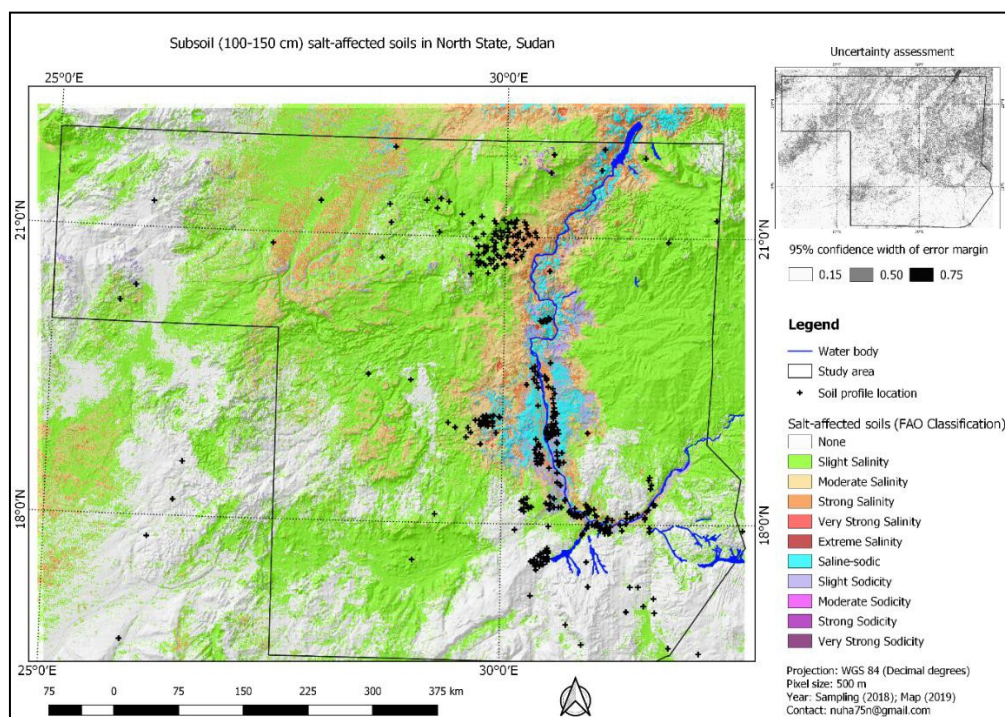 Subsoil (100-150 cm) salt-affected soils in North State, Sudan
25°0'E
30°0'E
21°0'N
21°0'N
18°0'N
18°0'N
25°0'E
30°0'E
75 0 75 150 225 300 375 km
Uncertainty assessment
95% confidence width of error margin
0.15 0.50 0.75
Legend
Water body
Study area
Soil profile location
Salt-affected soils (FAO Classification)
None
Slight Salinity
Moderate Salinity
Strong Salinity
Very Strong Salinity
Extreme Salinity
Saline-sodic
Slight Sodicity
Moderate Sodicity
Strong Sodicity
Very Strong Sodicity
Projection: WGS 84 (Decimal degrees)
Pixel size: 500 m
Year: Sampling (2018); Map (2019)
Contact: nuha75n@gmail.com